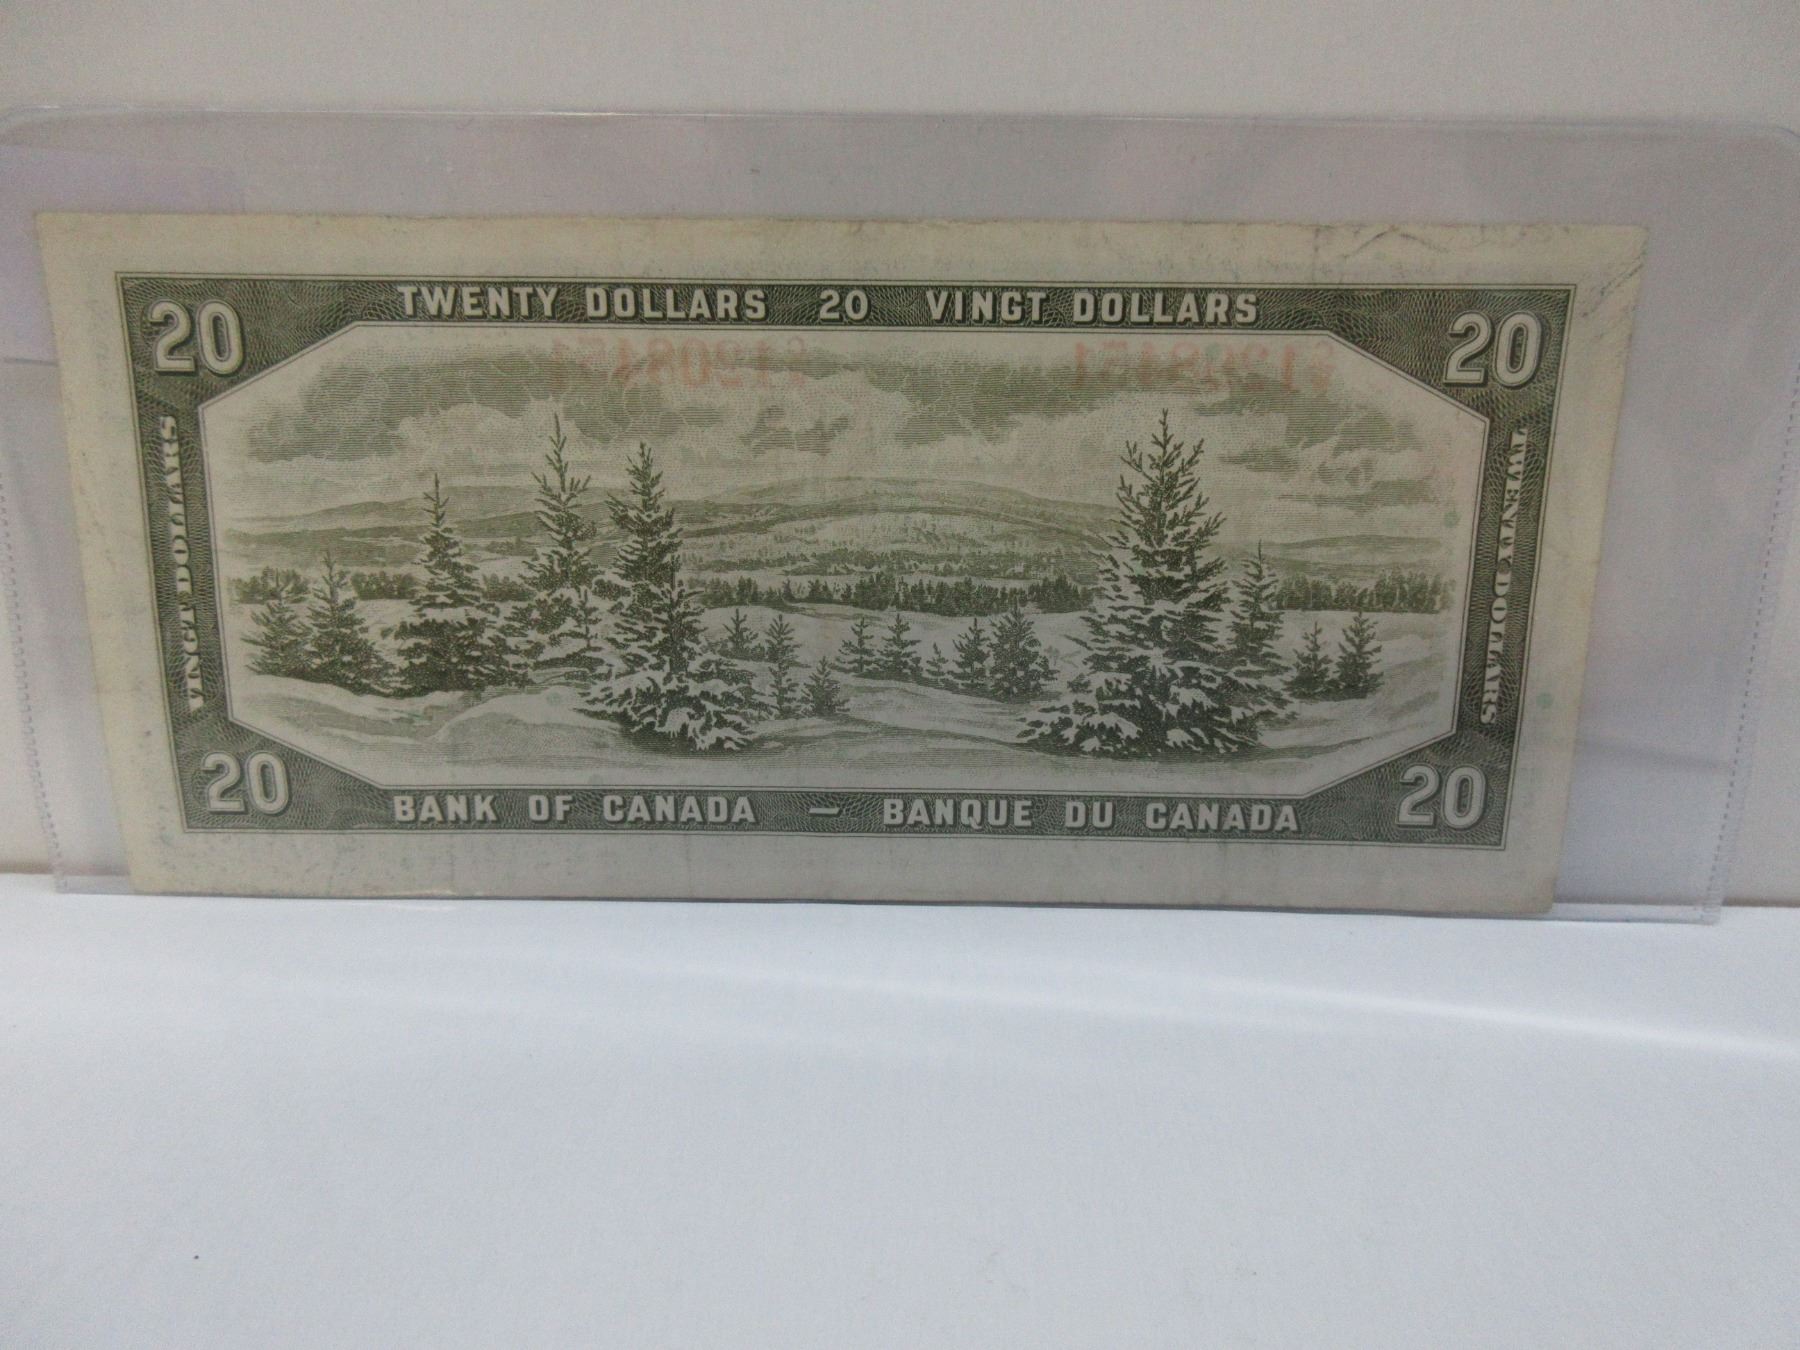 TWENTY DOLLARS 20 VINGT DOLLARS
20
20
VINGT DOLLARS
TWENTY DOLLARS
20
20
BANK OF CANADA — BANQUE DU CANADA